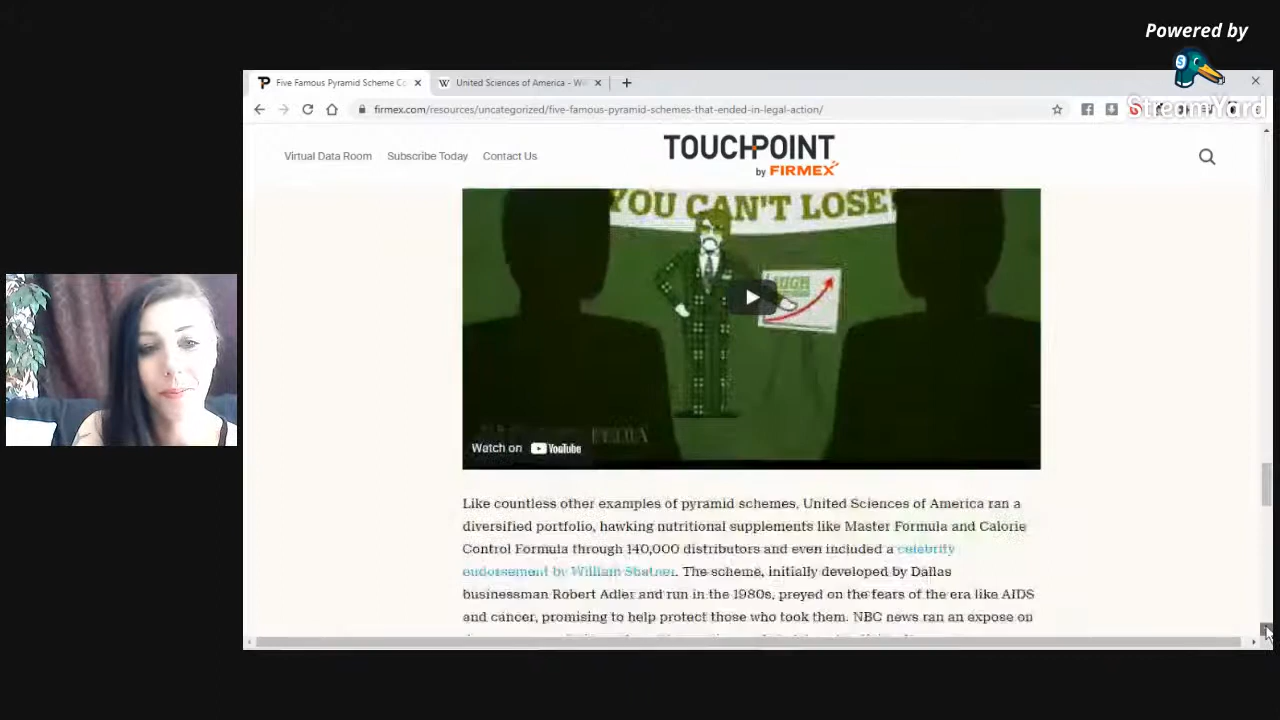 Powered by
StreamYard
Five Famous Pyramid Scheme Co
United Sciences of America - Wi
firmex.com/resources/uncategorized/five-famous-pyramid-schemes-that-ended-in-legal-action/
Virtual Data Room
Subscribe Today
Contact Us
TOUCHPOINT
by FIRMEX
YOU CAN'T LOSE!
Watch on YouTube
Like countless other examples of pyramid schemes, United Sciences of America ran a
diversified portfolio, hawking nutritional supplements like Master Formula and Calorie
Control Formula through 140,000 distributors and even included a celebrity
endorsement by William Shatner. The scheme, initially developed by Dallas
businessman Robert Adler and run in the 1980s, preyed on the fears of the era like AIDS
and cancer, promising to help protect those who took them. NBC news ran an expose on